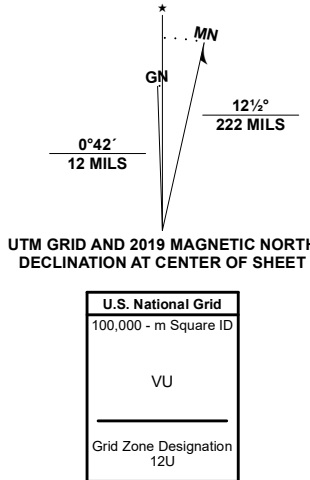 ★
MN
GN
0°42´
12 MILS
12½°
222 MILS
UTM GRID AND 2019 MAGNETIC NORTH
DECLINATION AT CENTER OF SHEET
U.S. National Grid
100,000 - m Square ID
VU
Grid Zone Designation
12U